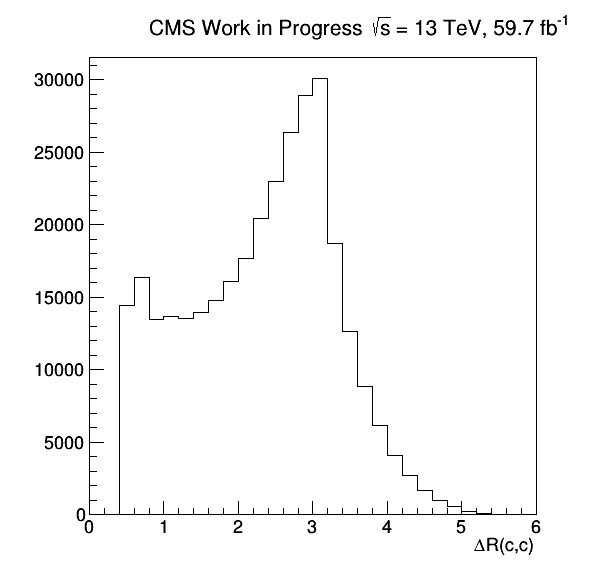 CMS Work in Progress √s = 13 TeV, 59.7 fb⁻¹
30000
25000
20000
15000
10000
5000
0
0 1 2 3 4 5 6
ΔR(c,c)